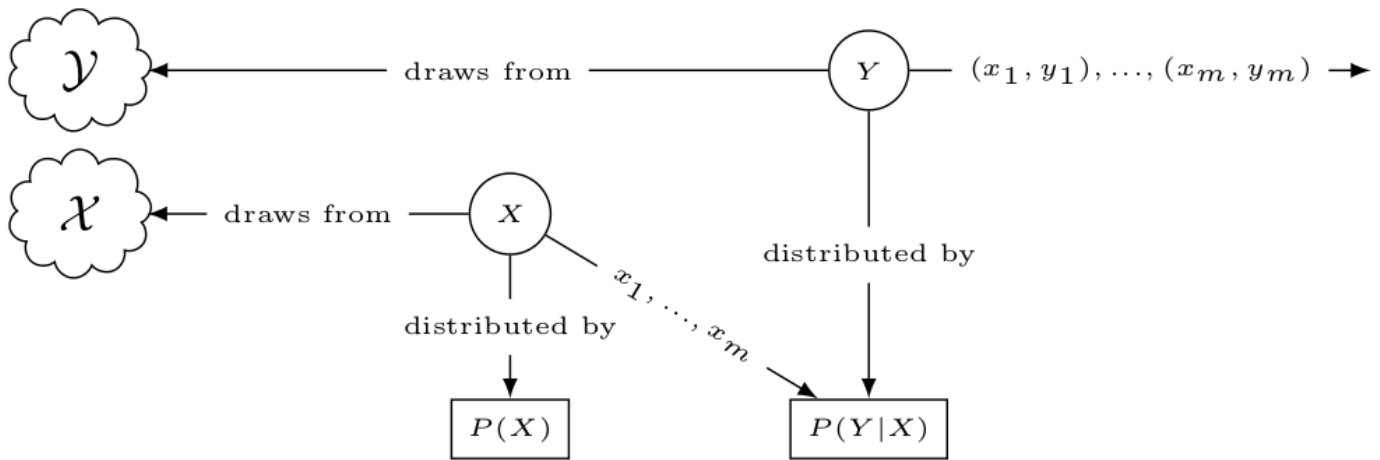 𝒴 draws from Y (x₁, y₁), ..., (xₘ, yₘ)
𝒳 draws from X
distributed by
x₁, ..., xₘ
distributed by
P(X) P(Y|X)